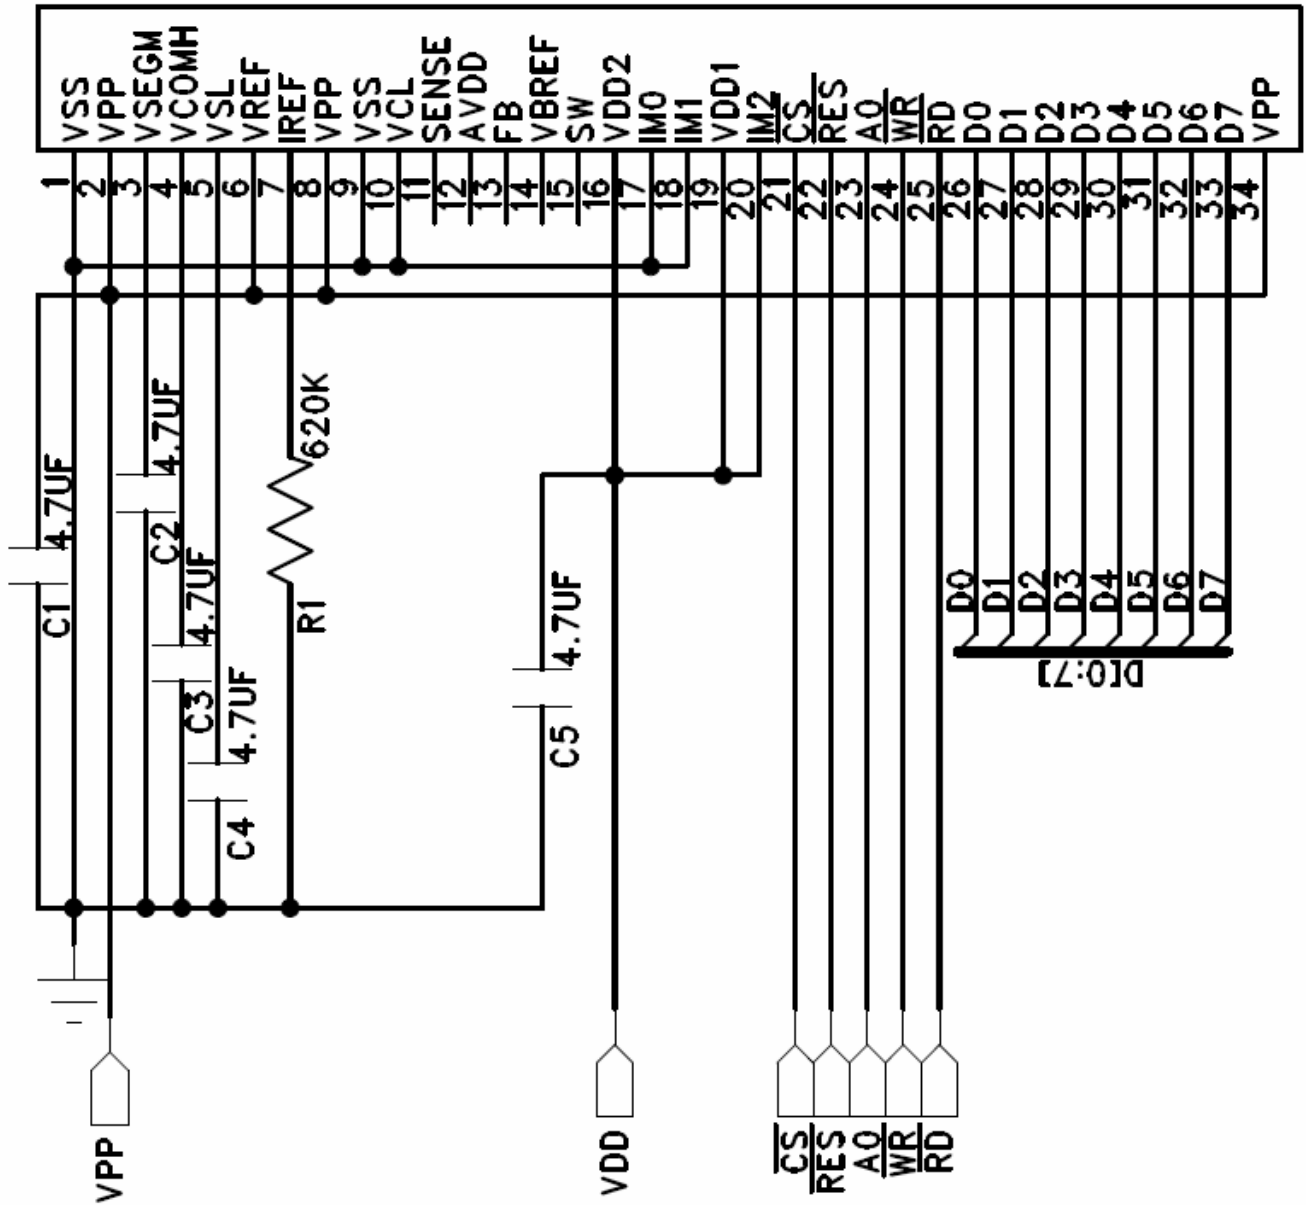 VSS
VPP
VSEGM
VCOMH
VSL
VREF
IREF
VPP
VSS
VCL
SENSE
AVDD
FB
VBREF
SW
VDD2
IM0
IM1
VDD1
IM2
CS
RES
A0
WR
RD
D0
D1
D2
D3
D4
D5
D6
D7
VPP
1
2
3
4
5
6
7
8
9
10
11
12
13
14
15
16
17
18
19
20
21
22
23
24
25
26
27
28
29
30
31
32
33
34
4.7UF
C1
4.7UF
C2
4.7UF
C3
4.7UF
C4
620K
R1
4.7UF
C5
D0
D1
D2
D3
D4
D5
D6
D7
D[0:7]
VPP
VDD
CS
RES
A0
WR
RD